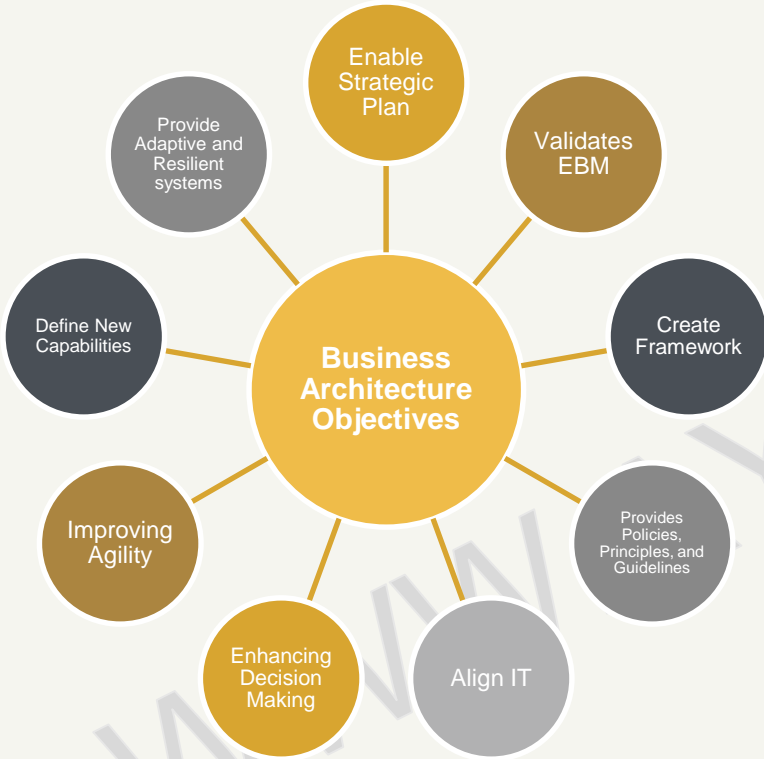 Enable
Strategic
Plan
Validates
EBM
Create
Framework
Provides
Policies,
Principles, and
Guidelines
Align IT
Enhancing
Decision
Making
Improving
Agility
Define New
Capabilities
Provide
Adaptive and
Resilient
systems
Business
Architecture
Objectives